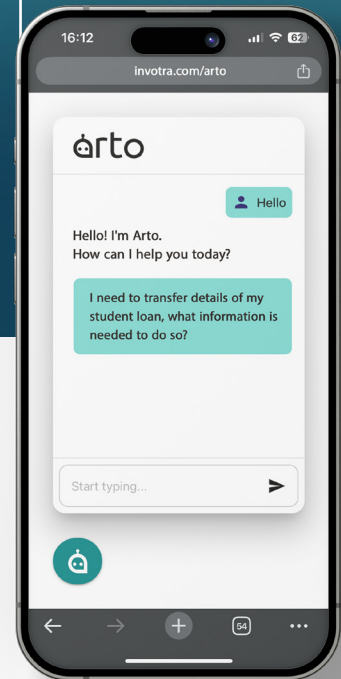 16:12
62
invotra.com/arto
arto
Hello
Hello! I'm Arto.
How can I help you today?
I need to transfer details of my
student loan, what information is
needed to do so?
Start typing...
54